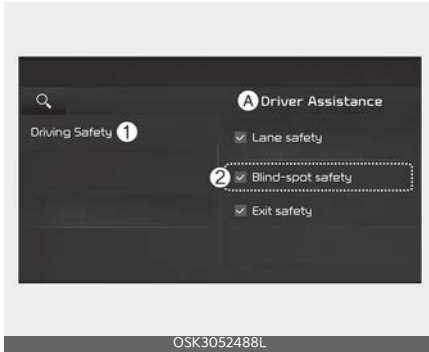 A Driver Assistance
Driving Safety 1
Lane safety
2 Blind-spot safety
Exit safety
OSK3052488L